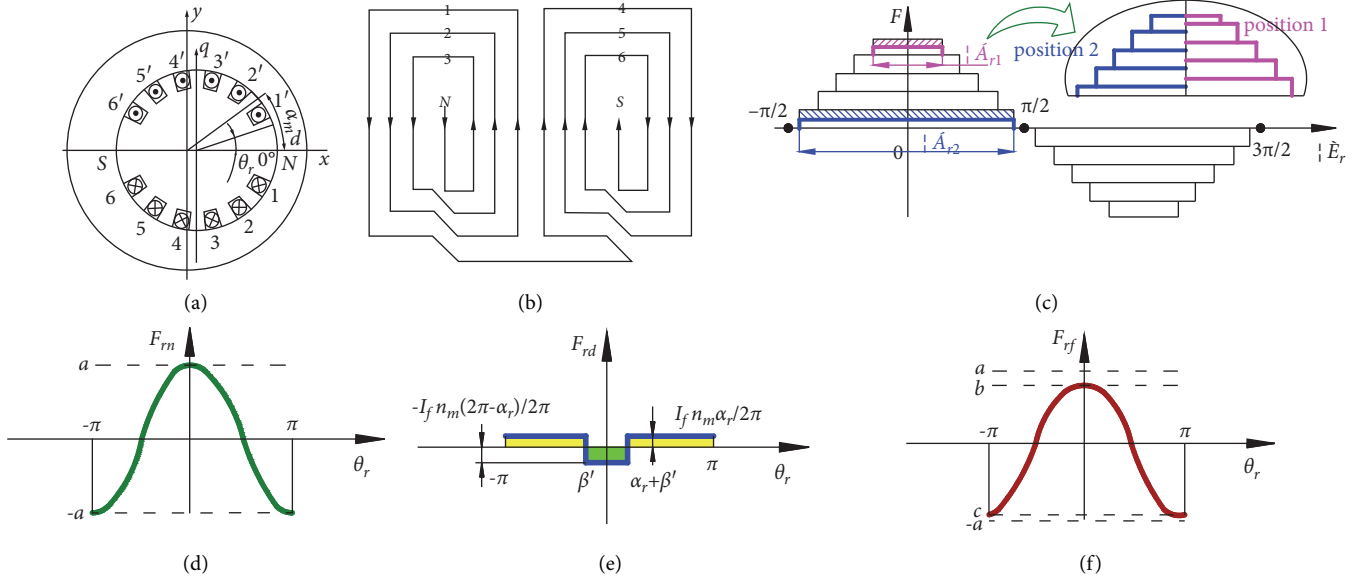 y
q
4′ 3′
5′ 2′
6′ 1′
α_m
d
S θ_r 0° N x
6 1
5 4 3 2
(a)
1 4
2 5
3 6
N S
(b)
F
position 2
position 1
¦ Á_r1
−π/2 π/2
0 ¦ Á_r2 3π/2
¦ È_r
(c)
F_rn
a
-π π
θ_r
-a
(d)
F_rd
-I_f n_m(2π-α_r)/2π I_f n_m α_r/2π
-π β′ α_r+β′ π θ_r
(e)
F_rf
a
b
-π π
θ_r
c
-a
(f)